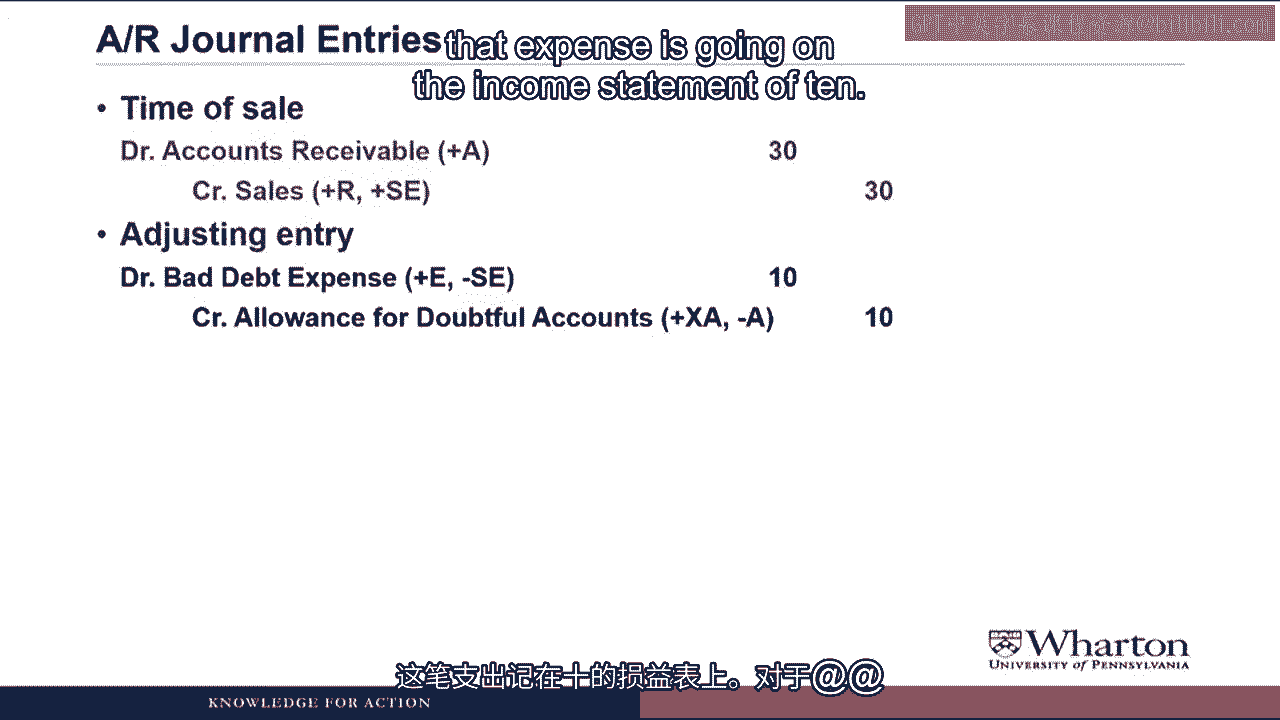 A/R Journal Entries
that expense is going on
the income statement of ten.
• Time of sale
Dr. Accounts Receivable (+A) 30
Cr. Sales (+R, +SE) 30
• Adjusting entry
Dr. Bad Debt Expense (+E, -SE) 10
Cr. Allowance for Doubtful Accounts (+XA, -A) 10
Wharton
UNIVERSITY OF PENNSYLVANIA
这笔支出记在十的损益表上。对于@@
KNOWLEDGE FOR ACTION